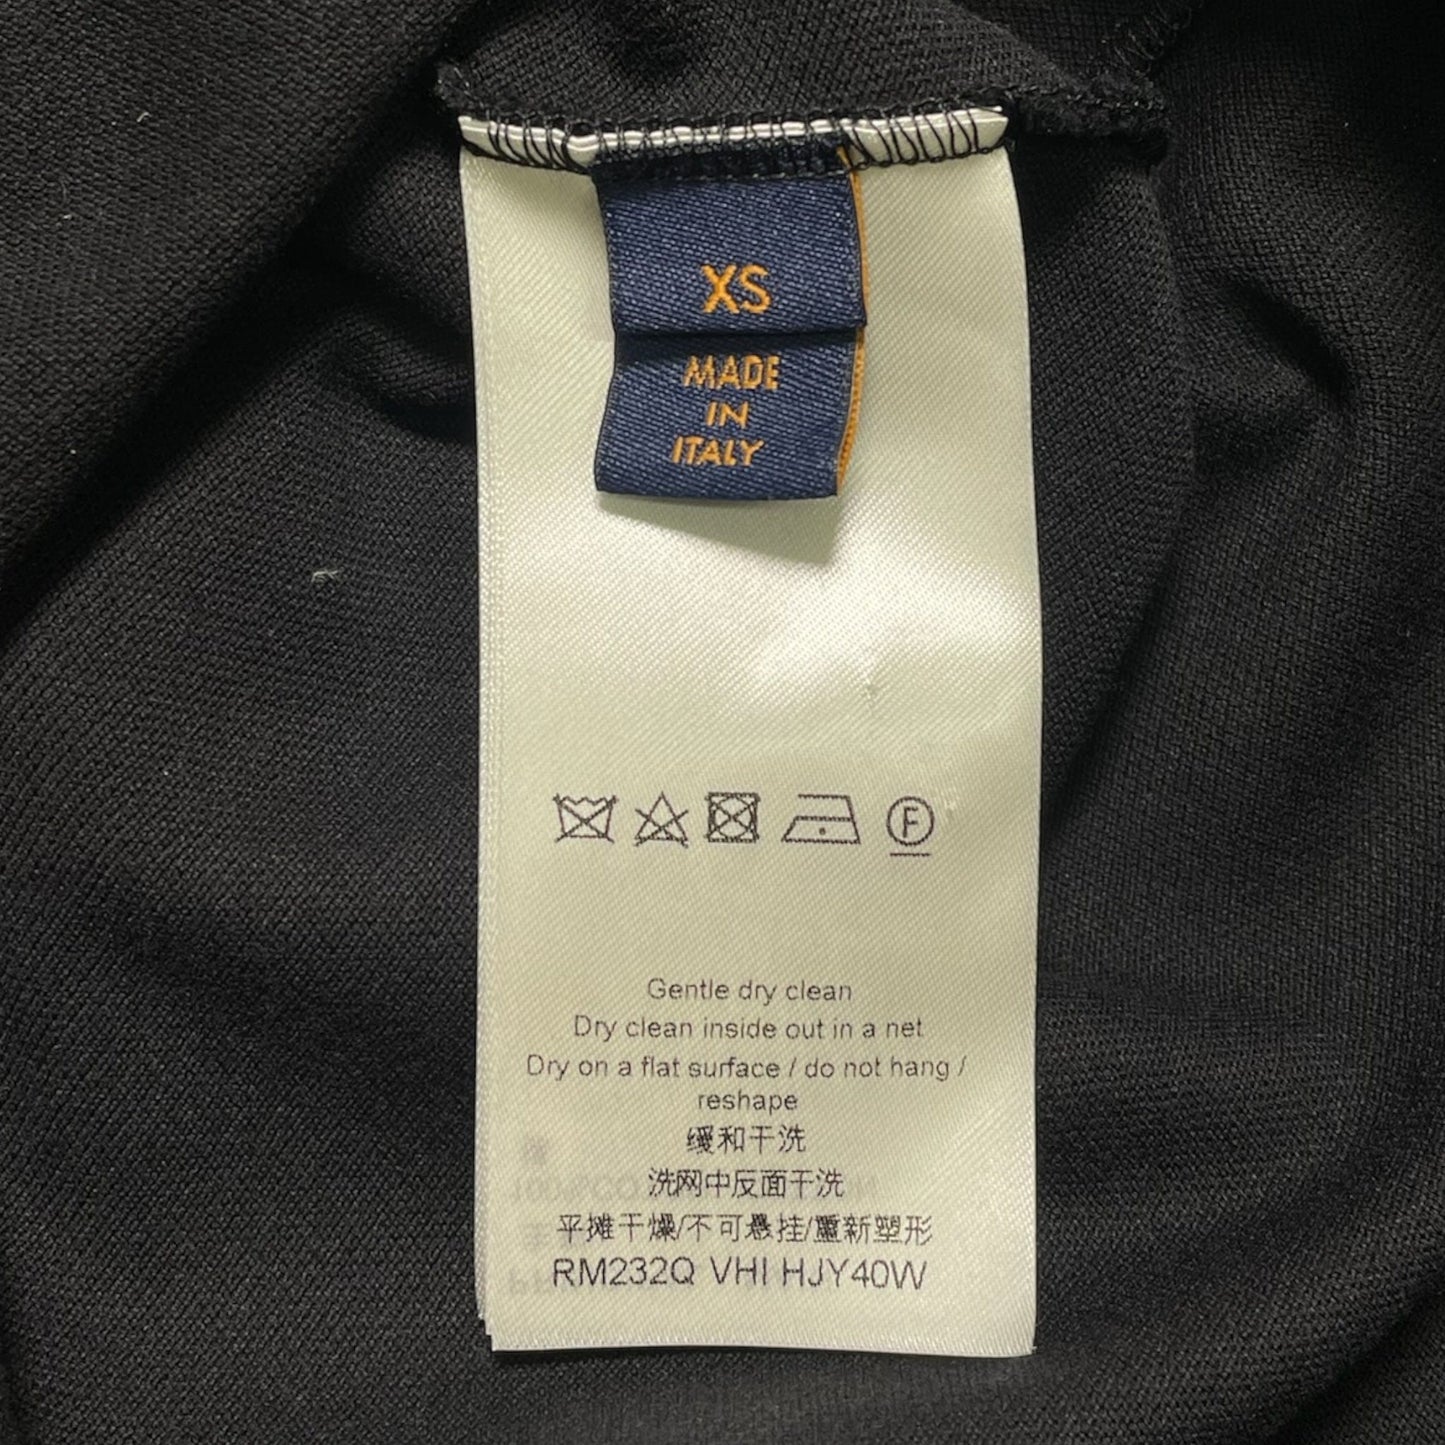 XS
MADE
IN
ITALY
F
Gentle dry clean
Dry clean inside out in a net
Dry on a flat surface / do not hang /
reshape
缓和干洗
洗网中反面干洗
平摊干燥/不可悬挂/重新塑形
RM232Q VHI HJY40W